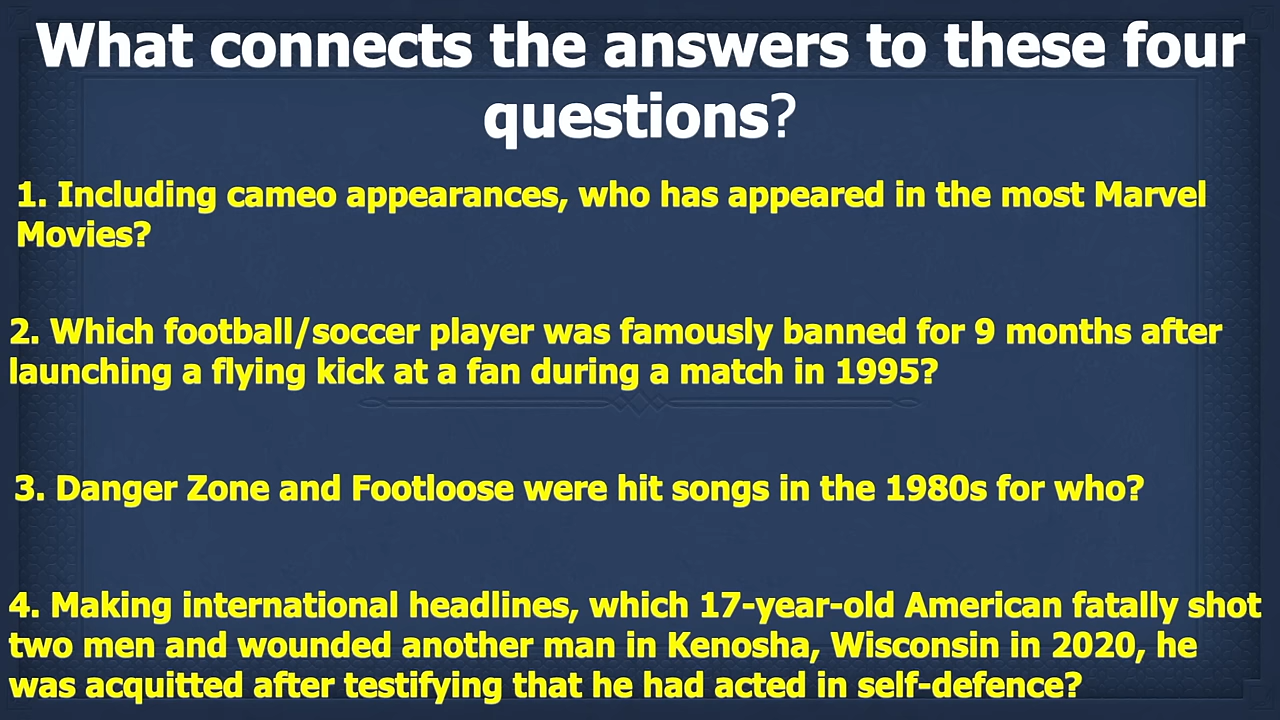 What connects the answers to these four
questions?
1. Including cameo appearances, who has appeared in the most Marvel
Movies?
2. Which football/soccer player was famously banned for 9 months after
launching a flying kick at a fan during a match in 1995?
3. Danger Zone and Footloose were hit songs in the 1980s for who?
4. Making international headlines, which 17-year-old American fatally shot
two men and wounded another man in Kenosha, Wisconsin in 2020, he
was acquitted after testifying that he had acted in self-defence?